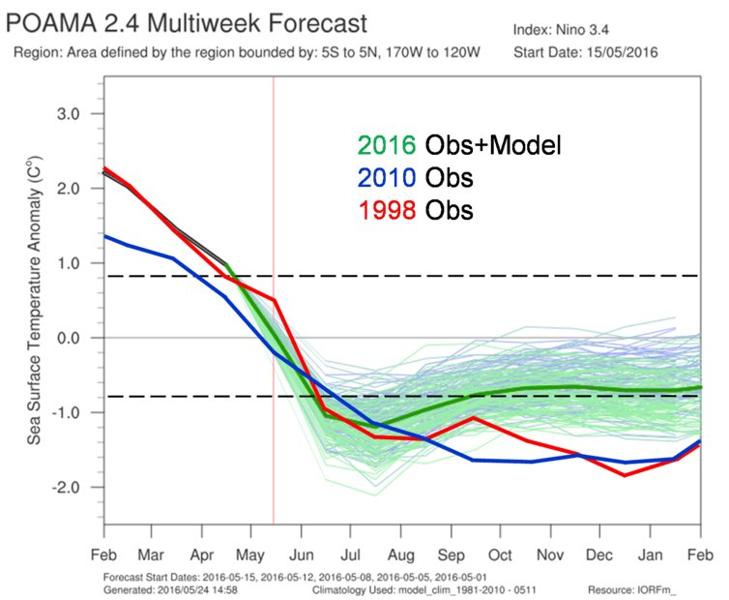 POAMA 2.4 Multiweek Forecast
Index: Nino 3.4
Region: Area defined by the region bounded by: 5S to 5N, 170W to 120W
Start Date: 15/05/2016
Sea Surface Temperature Anomaly (C°)
3.0
2.0
1.0
0.0
-1.0
-2.0
2016 Obs+Model
2010 Obs
1998 Obs
Feb Mar Apr May Jun Jul Aug Sep Oct Nov Dec Jan Feb
Forecast Start Dates: 2016-05-15, 2016-05-12, 2016-05-08, 2016-05-05, 2016-05-01
Generated: 2016/05/24 14:58 Climatology Used: model_clim_1981-2010 - 0511 Resource: IORFm_